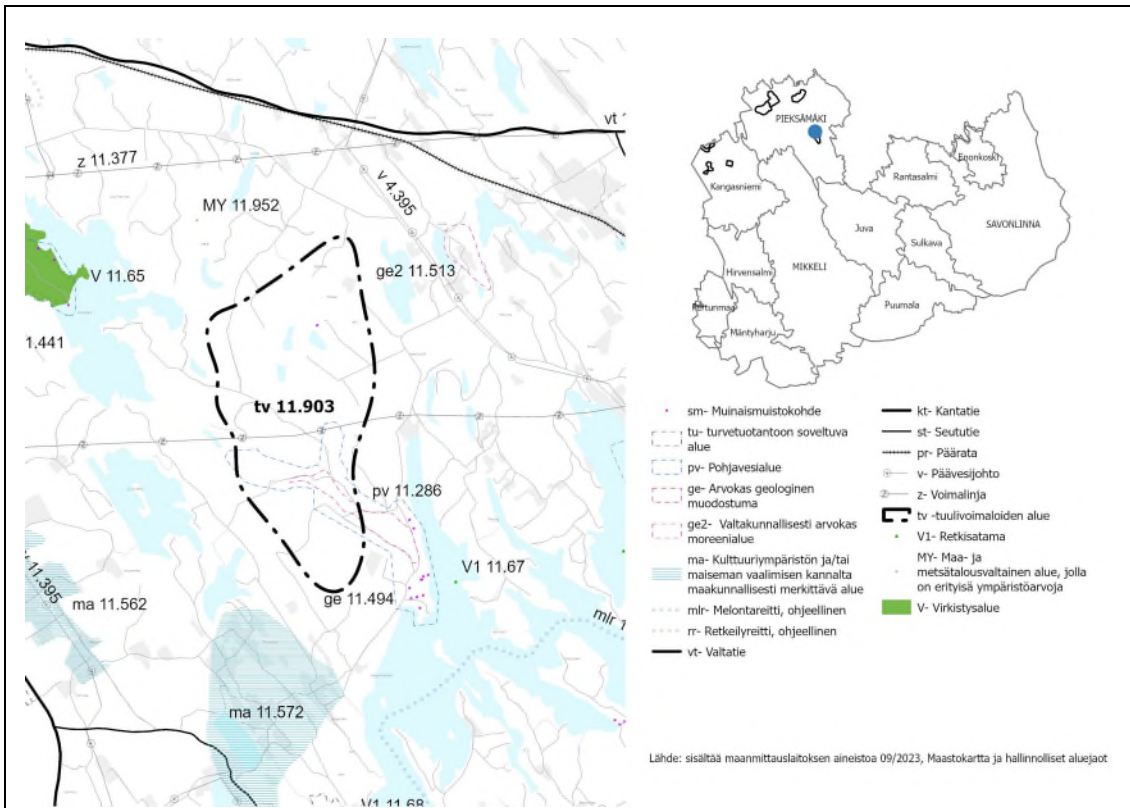 vt 1
z 11.377
v 4.395
MY 11.952
V 11.65
ge2 11.513
1.441
tv 11.903
pv 11.286
V1 11.67
ge 11.494
11.395
ma 11.562
mlr 1
ma 11.572
V1 11.68
PIEKSÄMÄKI
Kangasniemi
Rantasalmi
Enonkoski
SAVONLINNA
Juva
Sulkava
MIKKELI
Hirvensalmi
Puumala
Pertunmaa
Mäntyharju
sm- Muinaismuistokohde
tu- turvetuotantoon soveltuva
alue
pv- Pohjavesialue
ge- Arvokas geologinen
muodostuma
ge2- Valtakunnallisesti arvokas
moreenialue
ma- Kulttuuriympäristön ja/tai
maiseman vaalimisen kannalta
maakunnallisesti merkittävä alue
mlr- Melontareitti, ohjeellinen
rr- Retkeilyreitti, ohjeellinen
vt- Valtatie
kt- Kantatie
st- Seututie
pr- Päärata
v- Päävesijohto
z- Voimalinja
tv -tuulivoimaloiden alue
V1- Retkisatama
MY- Maa- ja
metsätalousvaltainen alue, jolla
on erityisä ympäristöarvoja
V- Virkistysalue
Lähde: sisältää maanmittauslaitoksen aineistoa 09/2023, Maastokartta ja hallinnolliset aluejaot